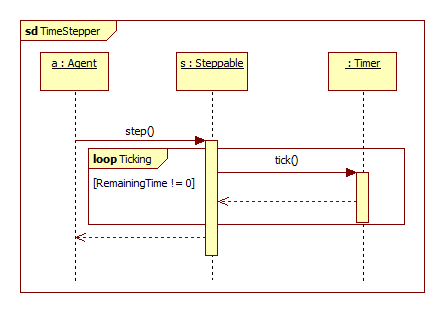 sd TimeStepper
a : Agent
s : Steppable
: Timer
step()
loop Ticking
tick()
[RemainingTime != 0]